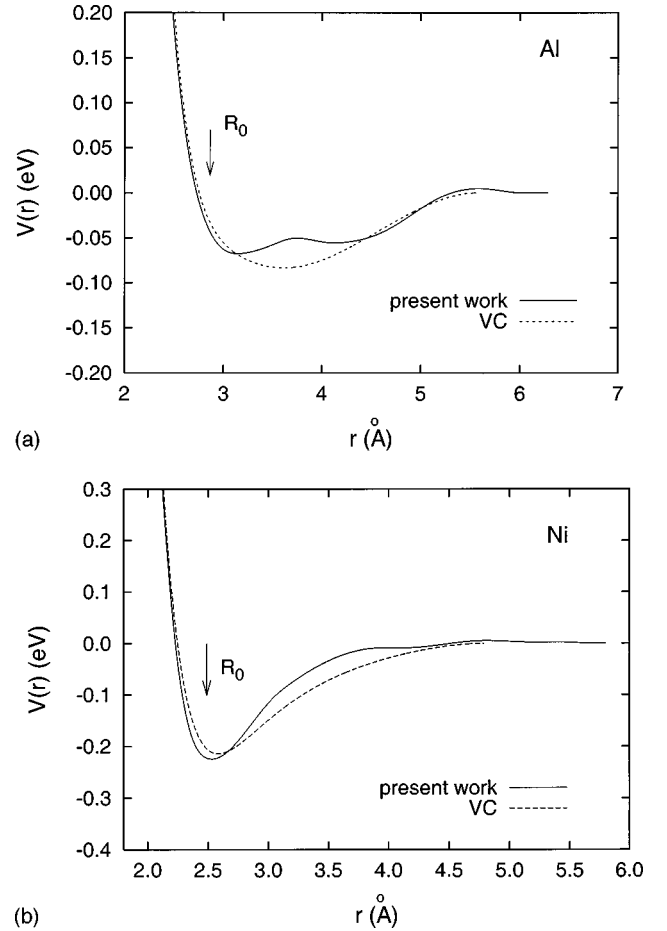 0.20
0.15
0.10
0.05
0.00
-0.05
-0.10
-0.15
-0.20
V(r) (eV)
Al
R0
present work
VC
2 3 4 5 6 7
(a)
r (Å)
0.3
0.2
0.1
0.0
-0.1
-0.2
-0.3
-0.4
V(r) (eV)
Ni
R0
present work
VC
2.0 2.5 3.0 3.5 4.0 4.5 5.0 5.5 6.0
(b)
r (Å)